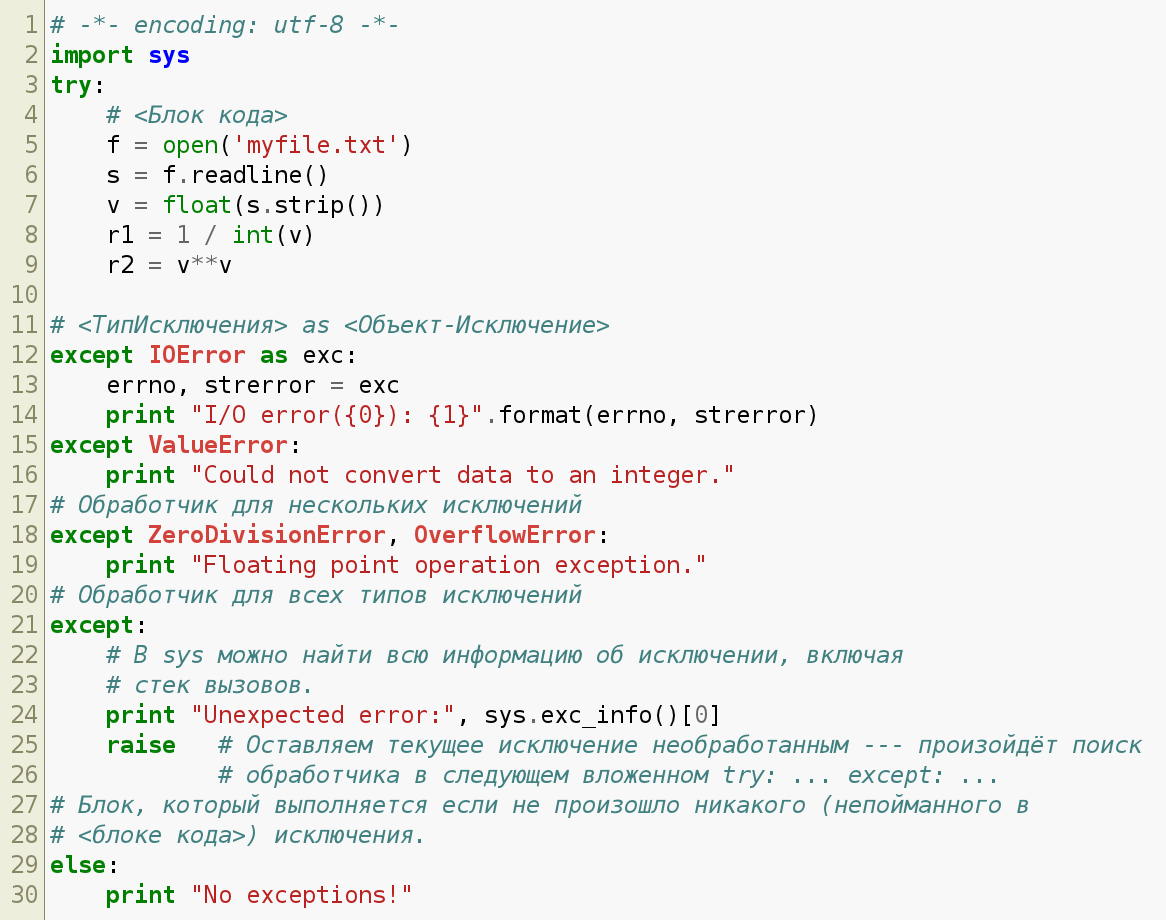 1 # -*- encoding: utf-8 -*-
2 import sys
3 try:
4     # <Блок кода>
5     f = open('myfile.txt')
6     s = f.readline()
7     v = float(s.strip())
8     r1 = 1 / int(v)
9     r2 = v**v
10
11 # <ТипИсключения> as <Объект-Исключение>
12 except IOError as exc:
13     errno, strerror = exc
14     print "I/O error({0}): {1}".format(errno, strerror)
15 except ValueError:
16     print "Could not convert data to an integer."
17 # Обработчик для нескольких исключений
18 except ZeroDivisionError, OverflowError:
19     print "Floating point operation exception."
20 # Обработчик для всех типов исключений
21 except:
22     # В sys можно найти всю информацию об исключении, включая
23     # стек вызовов.
24     print "Unexpected error:", sys.exc_info()[0]
25     raise   # Оставляем текущее исключение необработанным --- произойдёт поиск
26             # обработчика в следующем вложенном try: ... except: ...
27 # Блок, который выполняется если не произошло никакого (непойманного в
28 # <блоке кода>) исключения.
29 else:
30     print "No exceptions!"